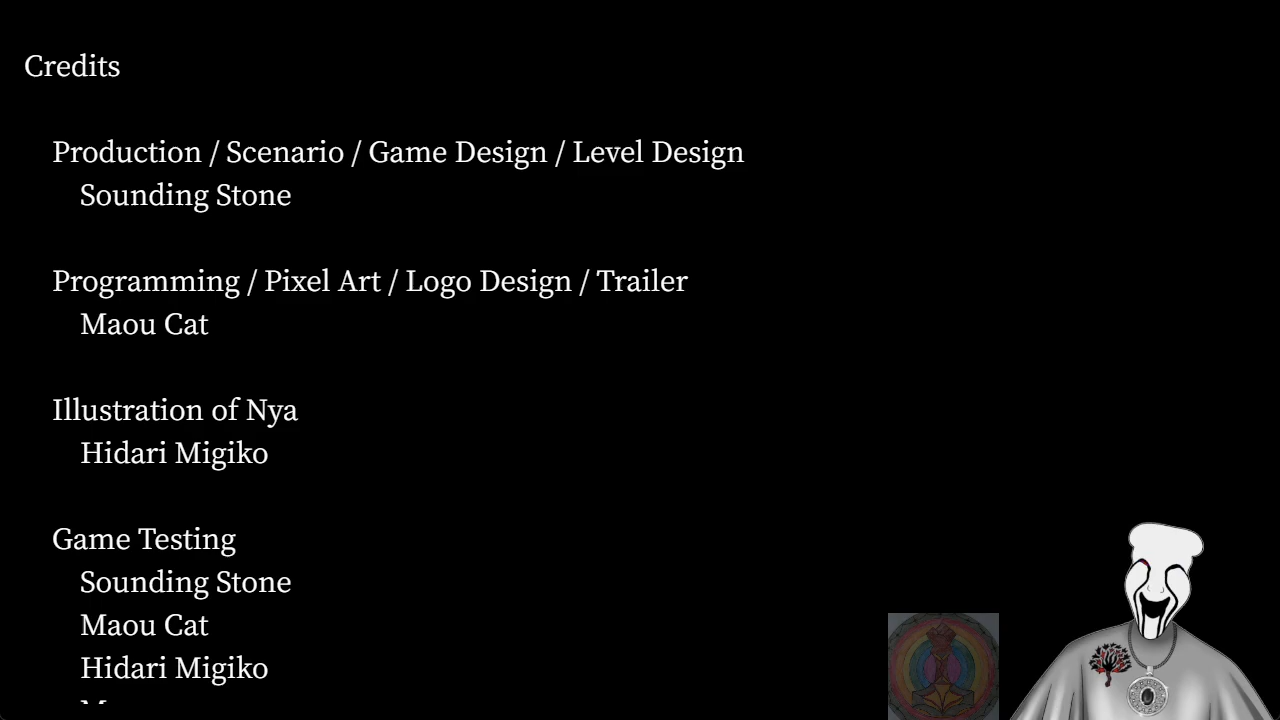 Credits
Production / Scenario / Game Design / Level Design
Sounding Stone
Programming / Pixel Art / Logo Design / Trailer
Maou Cat
Illustration of Nya
Hidari Migiko
Game Testing
Sounding Stone
Maou Cat
Hidari Migiko